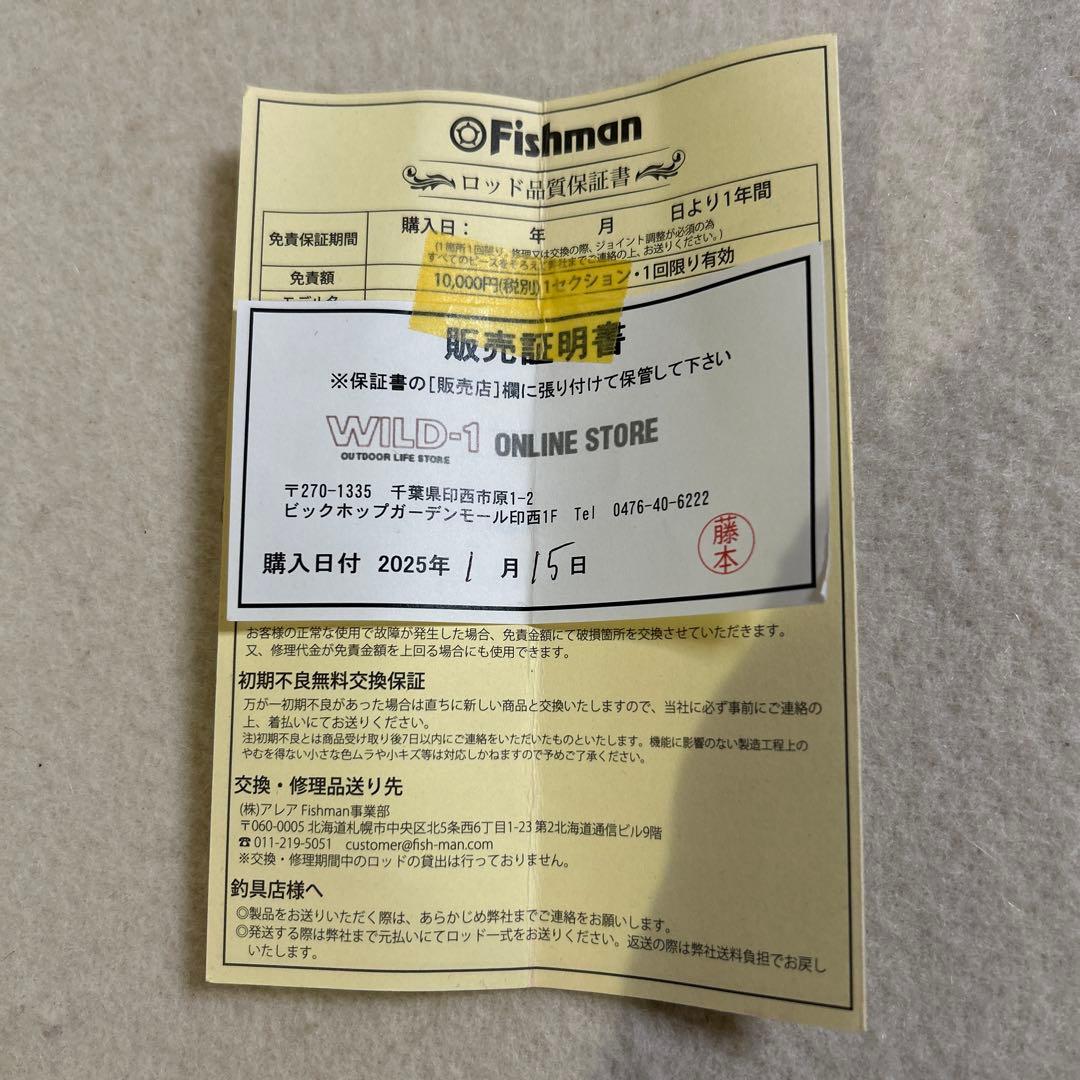 Fishman
ロッド品質保証書
免責保証期間
購入日： 年 月 日より1年間
(1箇所1回限り。修理又は交換の際、ジョイント調整が必須の為
すべてのピースをそろえて弊社までご連絡の上、お送りください。)
免責額
10,000円(税別)1セクション・1回限り有効
モデル名
販売証明書
※保証書の[販売店]欄に張り付けて保管して下さい
WILD-1 ONLINE STORE
OUTDOOR LIFE STORE
〒270-1335 千葉県印西市原1-2
ビックホップガーデンモール印西1F Tel 0476-40-6222
藤本
購入日付 2025年 1月 15日
お客様の正常な使用で故障が発生した場合、免責金額にて破損箇所を交換させていただきます。
又、修理代金が免責金額を上回る場合にも使用できます。
初期不良無料交換保証
万が一初期不良があった場合は直ちに新しい商品と交換いたしますので、当社に必ず事前にご連絡の
上、着払いにてお送りください。
注)初期不良とは商品受け取り後7日以内にご連絡をいただいたものといたします。機能に影響のない製造工程上の
やむを得ない小さな色ムラや小キズ等は対応しかねますので予めご了承ください。
交換・修理品送り先
(株)アレア Fishman事業部
〒060-0005 北海道札幌市中央区北5条西6丁目1-23 第2北海道通信ビル9階
☎011-219-5051 customer@fish-man.com
※交換・修理期間中のロッドの貸出は行っておりません。
釣具店様へ
◎製品をお送りいただく際は、あらかじめ弊社までご連絡をお願いします。
◎発送する際は弊社まで元払いにてロッド一式をお送りください。返送の際は弊社送料負担でお戻し
いたします。